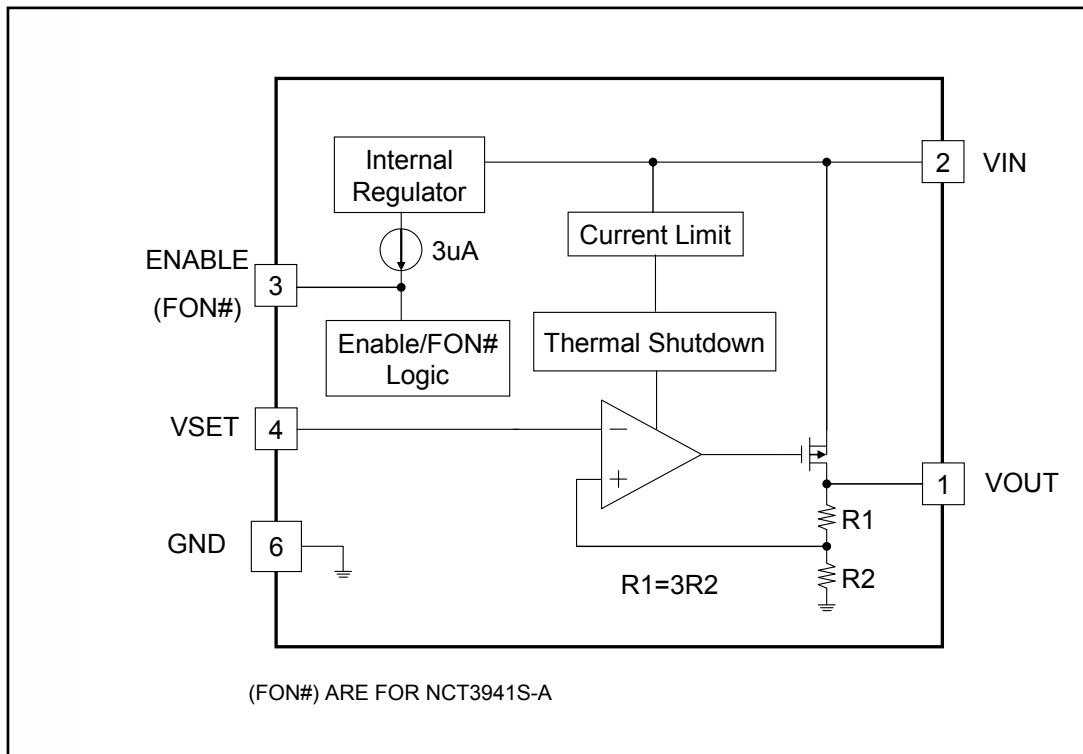 Internal
Regulator
2
VIN
3uA
Current Limit
ENABLE
3
(FON#)
Enable/FON#
Logic
Thermal Shutdown
VSET
4
−
+
1
VOUT
R1
GND
6
R1=3R2
R2
(FON#) ARE FOR NCT3941S-A